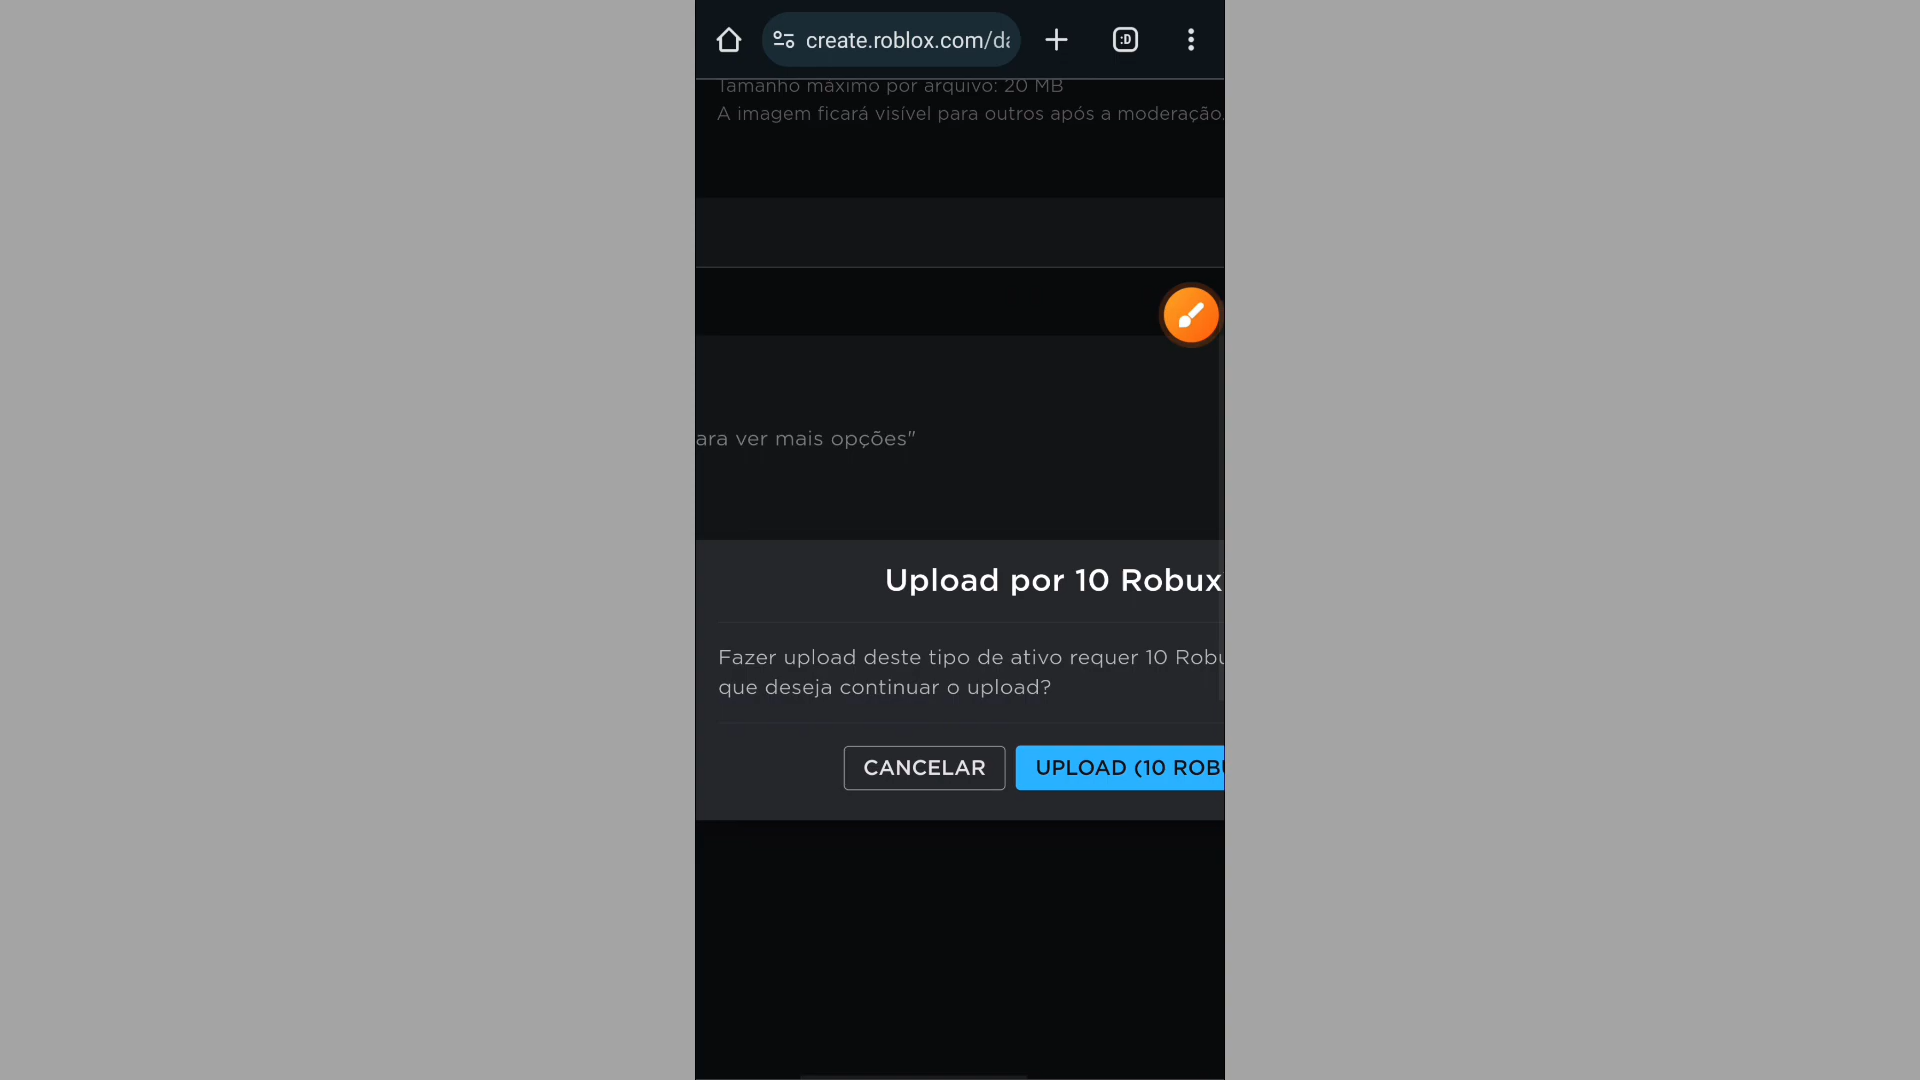 create.roblox.com/da
Tamanho máximo por arquivo: 20 MB
A imagem ficará visível para outros após a moderação.
ara ver mais opções"
Upload por 10 Robux
Fazer upload deste tipo de ativo requer 10 Robu
que deseja continuar o upload?
CANCELAR
UPLOAD (10 ROBU